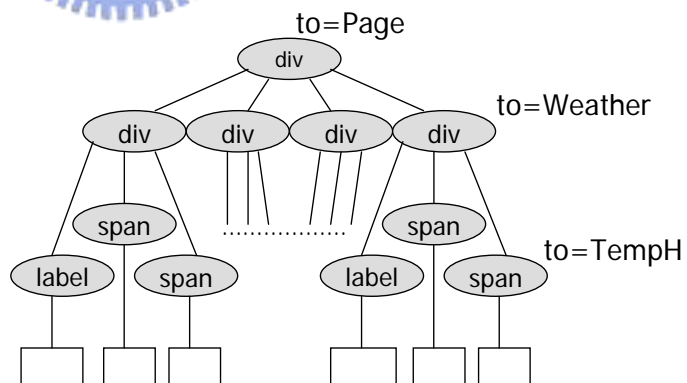 to=Page
div
to=Weather
div div div div
span span
to=TempH
label span label span